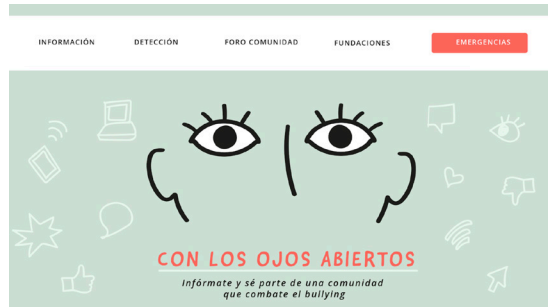 INFORMACIÓN
DETECCIÓN
FORO COMUNIDAD
FUNDACIONES
EMERGENCIAS
CON LOS OJOS ABIERTOS
Infórmate y sé parte de una comunidad
que combate el bullying